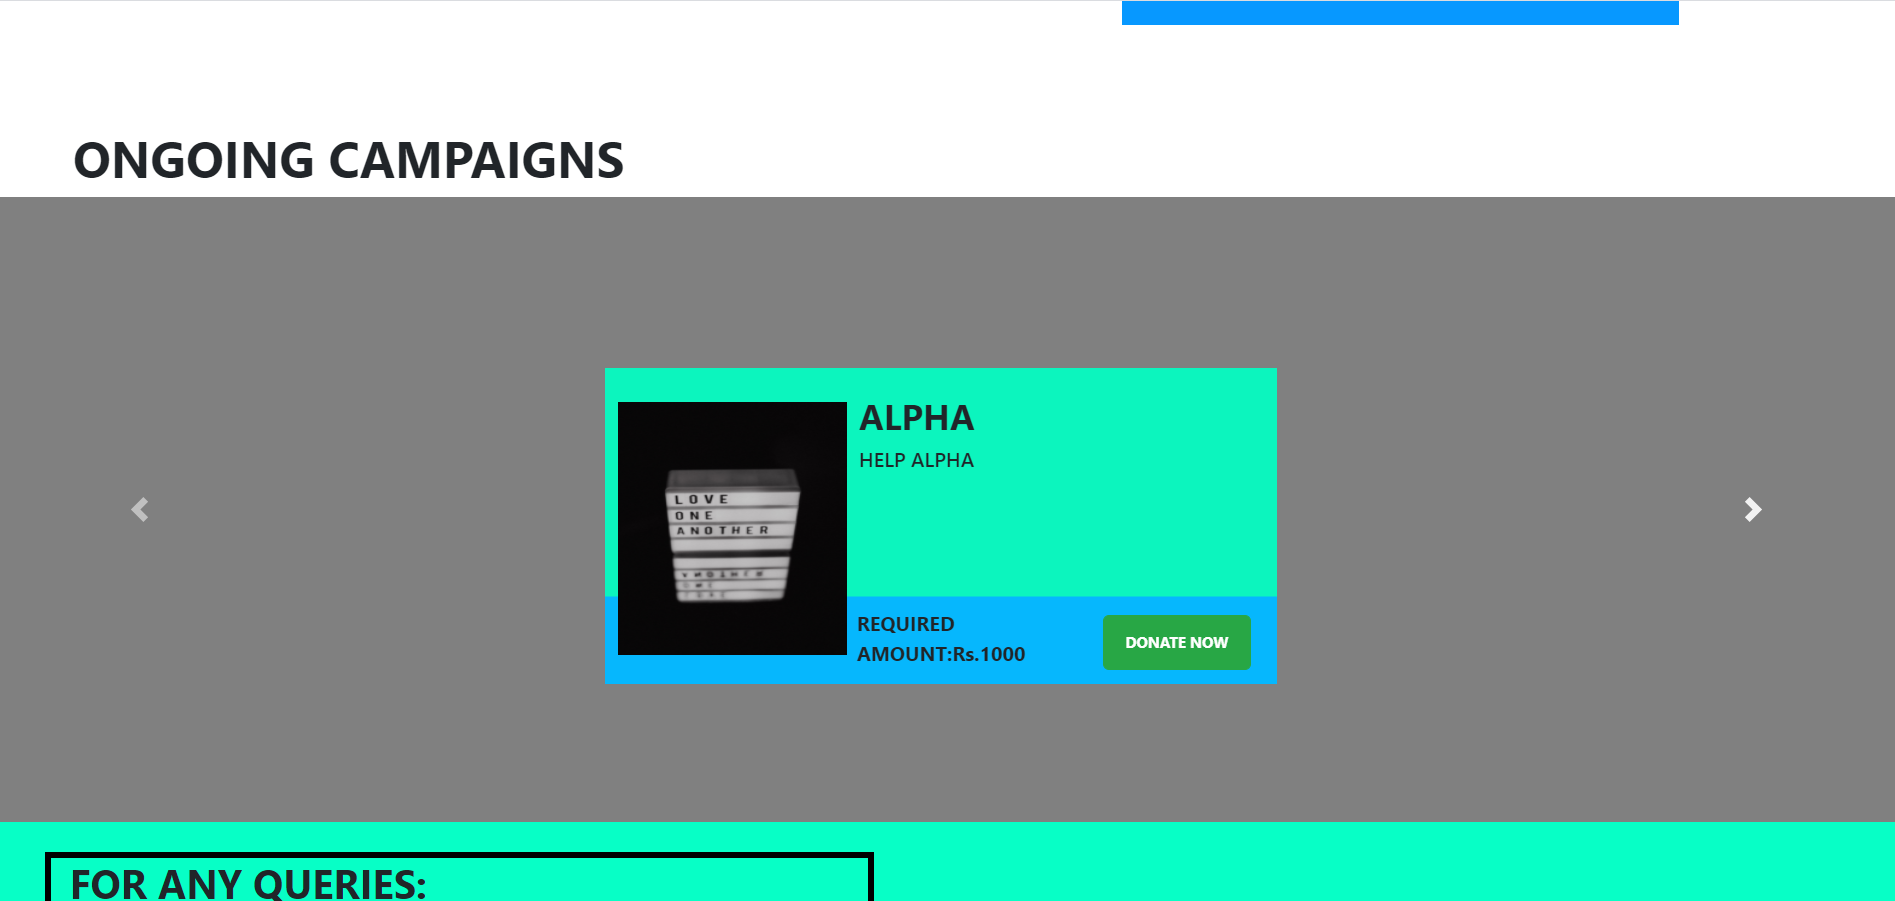 ONGOING CAMPAIGNS
ALPHA
HELP ALPHA
LOVE
ONE
ANOTHER
REQUIRED
AMOUNT:Rs.1000
DONATE NOW
FOR ANY QUERIES: